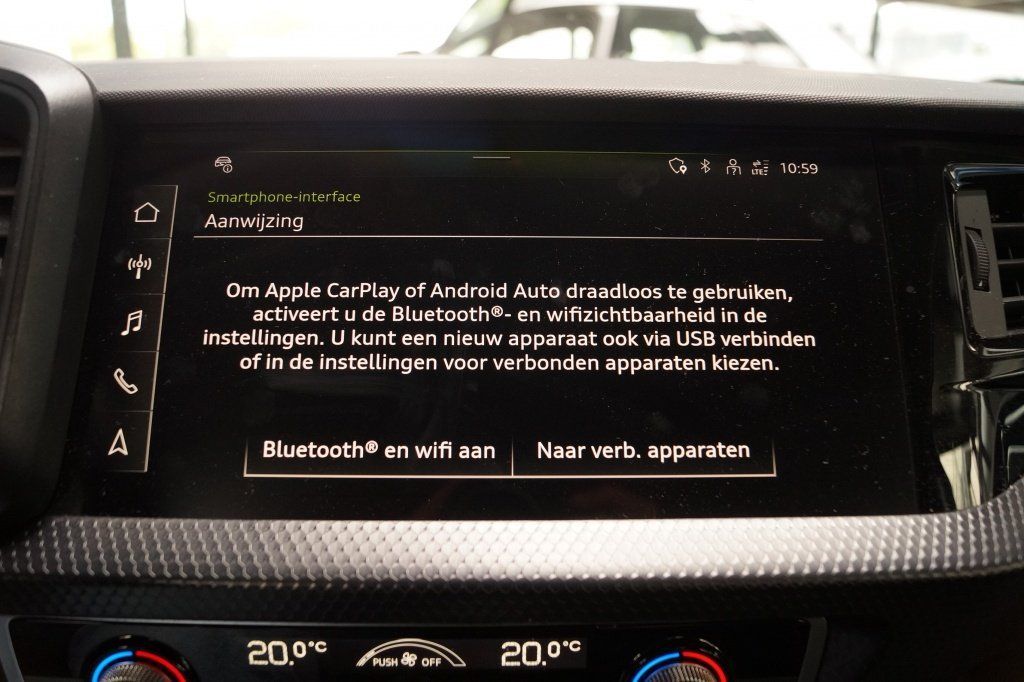 LTE 10:59
Smartphone-interface
Aanwijzing
Om Apple CarPlay of Android Auto draadloos te gebruiken,
activeert u de Bluetooth®- en wifizichtbaarheid in de
instellingen. U kunt een nieuw apparaat ook via USB verbinden
of in de instellingen voor verbonden apparaten kiezen.
Bluetooth® en wifi aan Naar verb. apparaten
20.0°C PUSH OFF 20.0°C